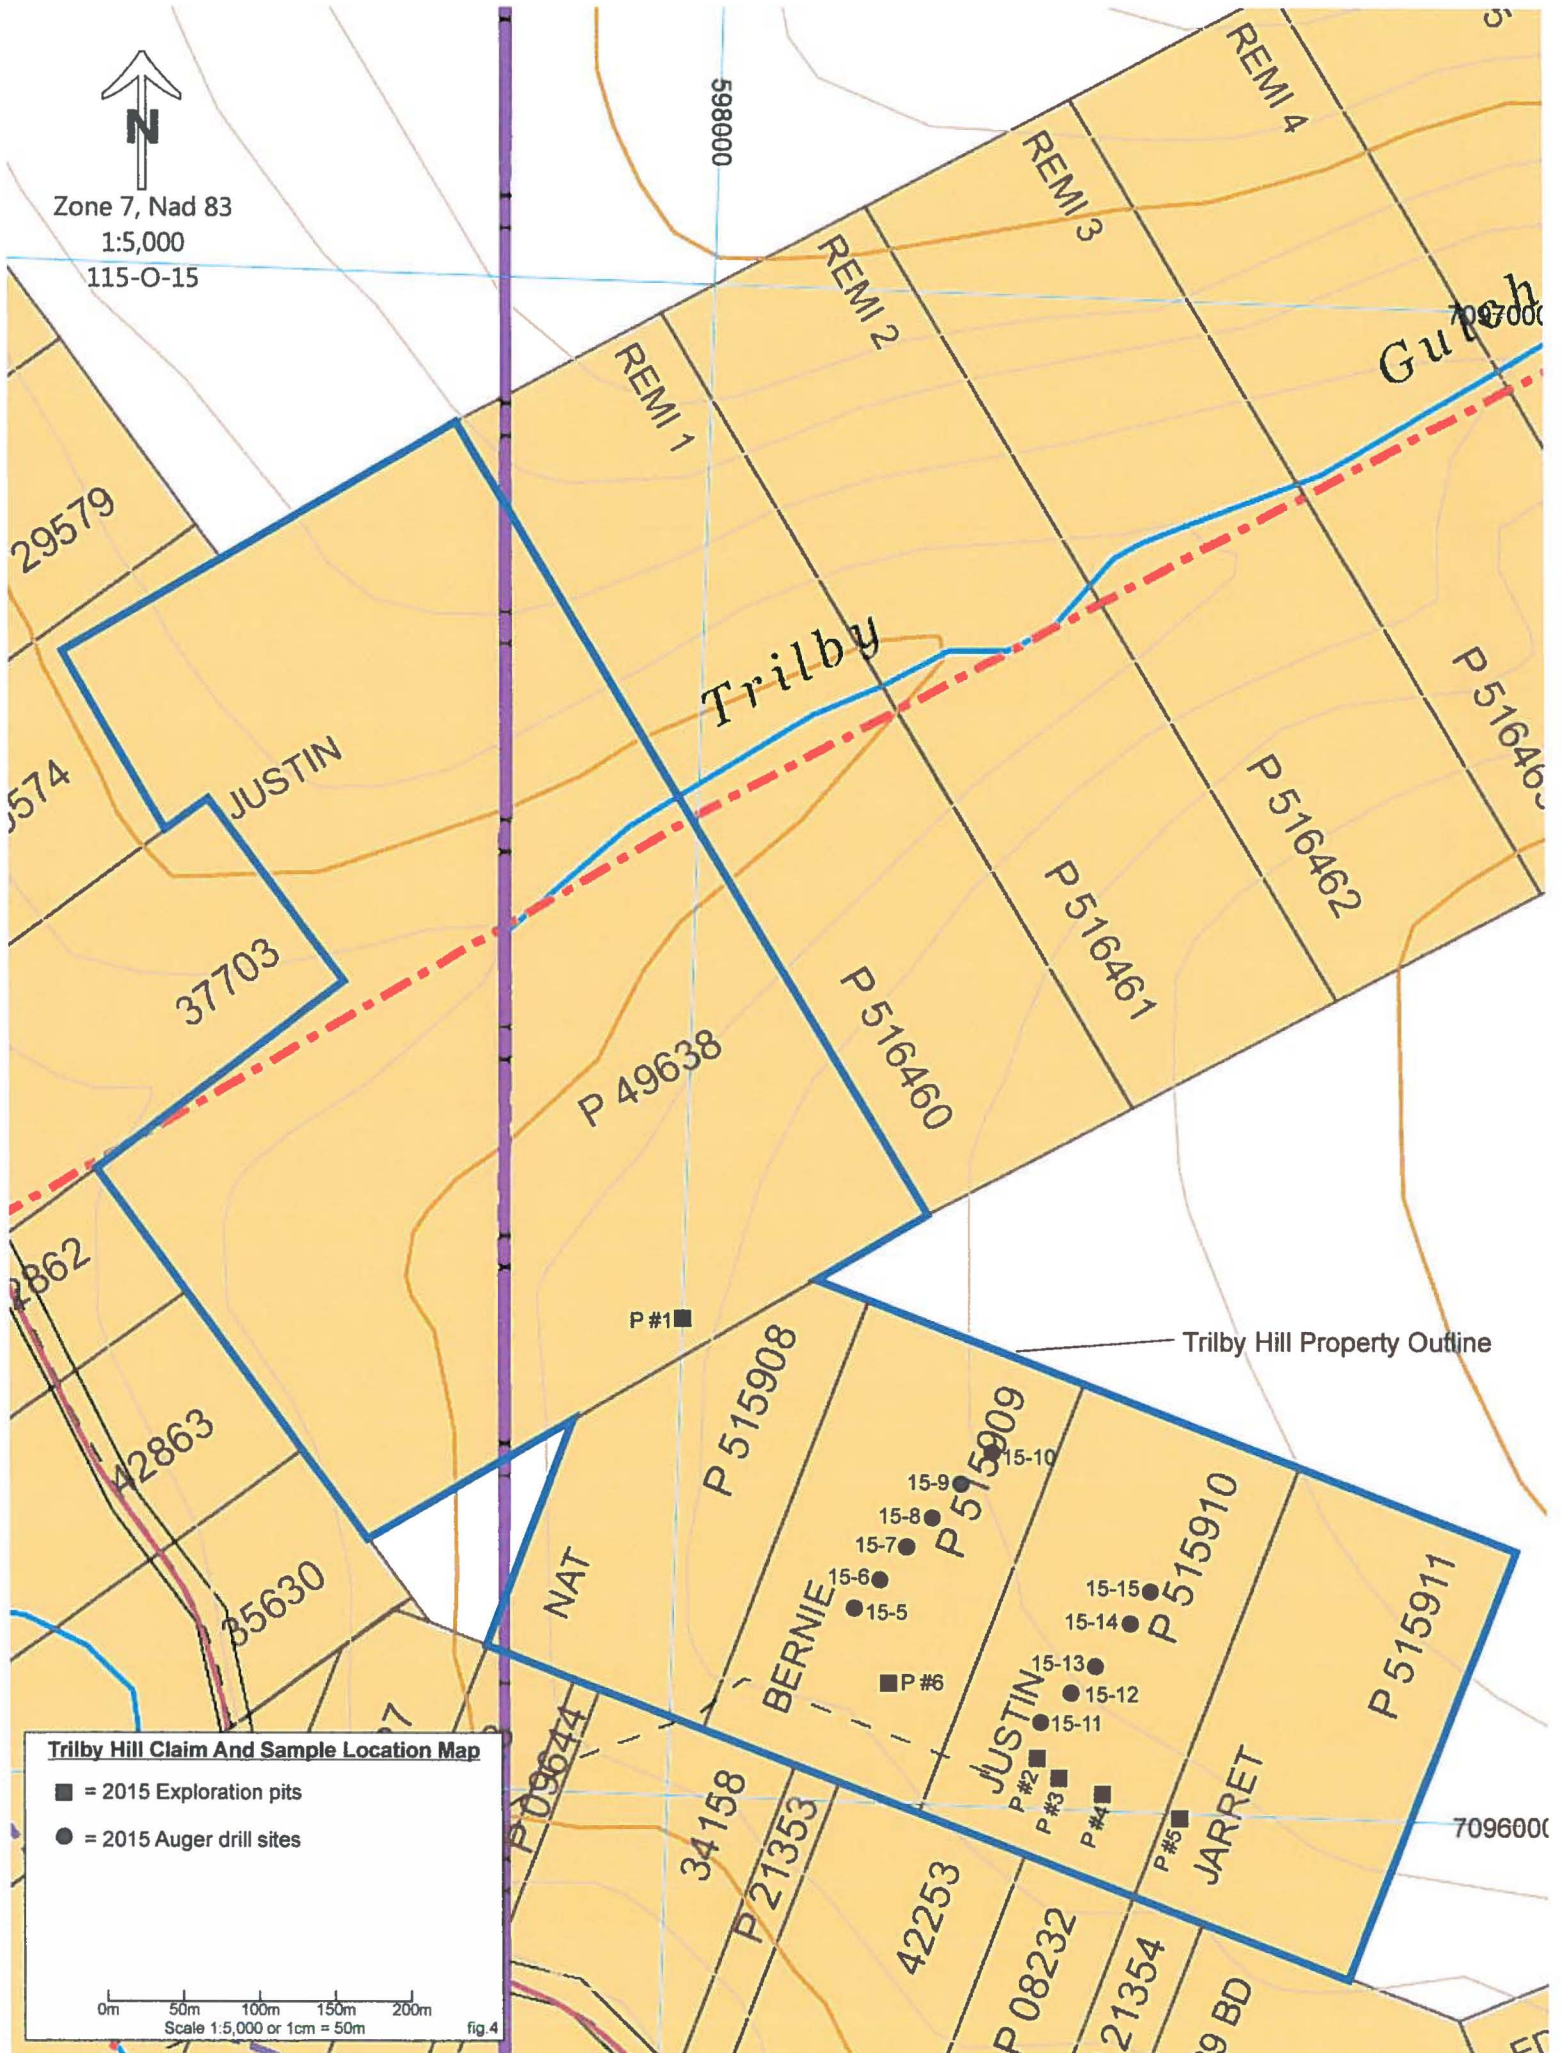 598000
REMI 4
REMI 3
N
Zone 7, Nad 83
1:5,000
115-O-15
REMI 2
7097000
Gulch
REMI 1
29579
Trilby
P 516463
JUSTIN
P 516462
P 516461
37703
P 516460
P 49638
P #1
Trilby Hill Property Outline
P 515908
P 515909
42863
15-10
15-9
15-8
P 515910
15-7
15-6
15-5
NAT
BERNIE
15-15
15-14
P 515911
35630
15-13
15-12
15-11
P #6
JUSTIN
P #2
P #3
P #4
P #5
JARRET
P 09644
34158
P 21353
7096000
42253
P 08232
21354
9 BD
Trilby Hill Claim And Sample Location Map
= 2015 Exploration pits
= 2015 Auger drill sites
0m 50m 100m 150m 200m
Scale 1:5,000 or 1cm = 50m
fig.4